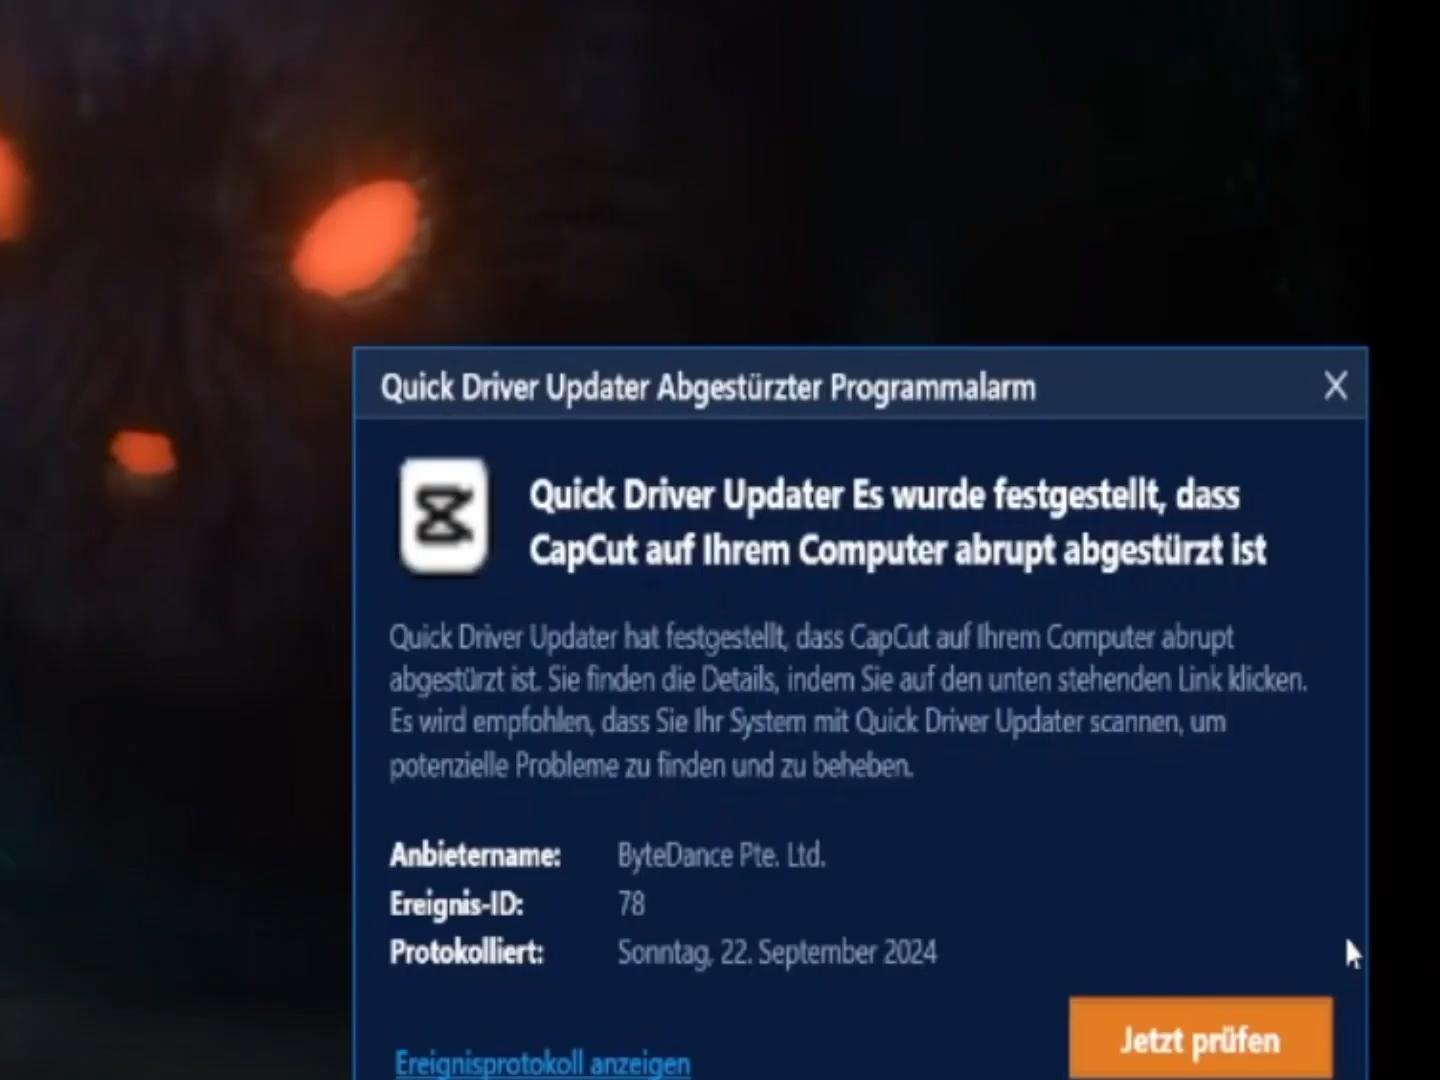 Quick Driver Updater Abgestürzter Programmalarm
Quick Driver Updater Es wurde festgestellt, dass
CapCut auf Ihrem Computer abrupt abgestürzt ist
Quick Driver Updater hat festgestellt, dass CapCut auf Ihrem Computer abrupt
abgestürzt ist. Sie finden die Details, indem Sie auf den unten stehenden Link klicken.
Es wird empfohlen, dass Sie Ihr System mit Quick Driver Updater scannen, um
potenzielle Probleme zu finden und zu beheben.
Anbietername: ByteDance Pte. Ltd.
Ereignis-ID: 78
Protokolliert: Sonntag, 22. September 2024
Jetzt prüfen
Ereignisprotokoll anzeigen